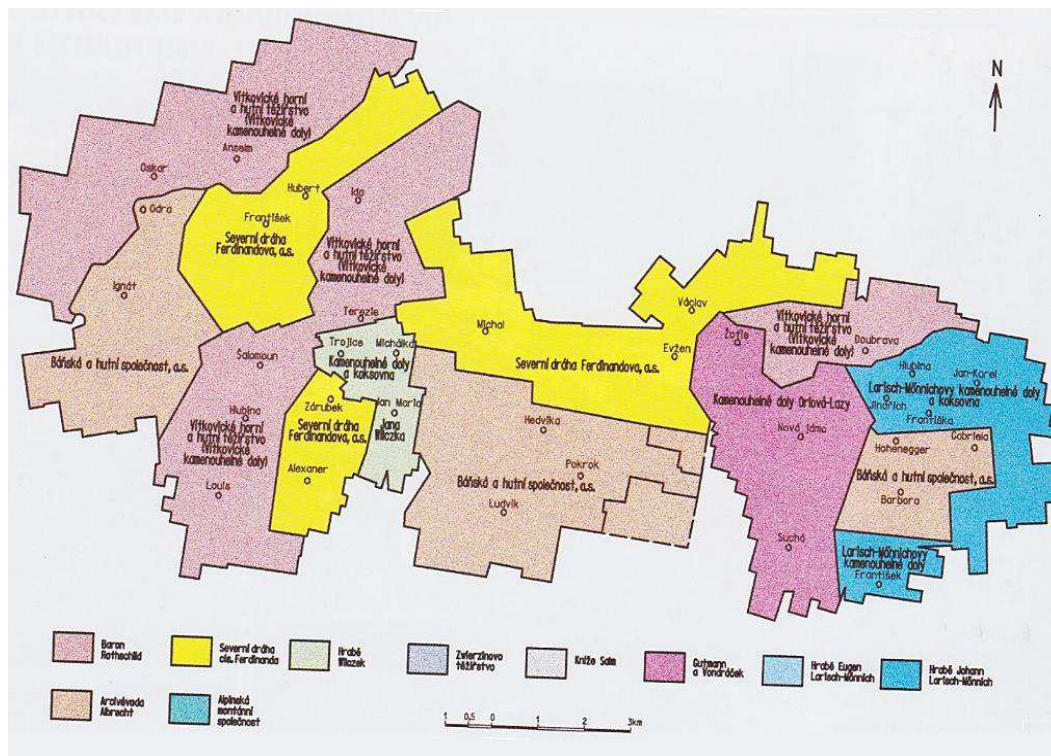 N
Vítkovické horní
a hutní těžířstvo
(Vítkovické
kamenouhelné doly)
Anselm
Oskar
Odra
Hubert
František
Severní dráha
Ferdinandova, a.s.
Ida
Vítkovické horní
a hutní těžířstvo
(Vítkovické
kamenouhelné doly)
Terezie
Ignát
Báňská a hutní společnost, a.s.
Šalomoun
Hlubina
Vítkovické horní
a hutní těžířstvo
(Vítkovické
kamenouhelné doly)
Louis
Trojice
Michálka
Kamenouhelné doly
a koksovna
Jan Maria
Jana
Wilczka
Zárubek
Severní dráha
Ferdinandova, a.s.
Alexaner
Michal
Severní dráha Ferdinandova, a.s.
Evžen
Václav
Hedvika
Pokrok
Báňská a hutní společnost, a.s.
Ludvík
Žofie
Vítkovické horní
a hutní těžířstvo
(Vítkovické
kamenouhelné doly)
Doubrava
Kamenouhelné doly Orlová-Lazy
Nová jáma
Suchá
Hlubina
Jan-Karel
Larisch-Mönnichovy kamenouhelné doly
a koksovna
Jindřich
Františka
Hohenegger
Gabriela
Báňská a hutní společnost, a.s.
Barbora
Larisch-Mönnichovy
kamenouhelné doly
František
Baron
Rothschild
Severní dráha
cís. Ferdinanda
Hrabě
Wilczek
Zwierzinovo
těžířstvo
Kníže Salm
Gutmann
a Vondráček
Hrabě Eugen
Larisch-Mönnich
Hrabě Johann
Larisch-Mönnich
Arcivévoda
Albrecht
Alpinská
montánní
společnost
1 0,5 0 1 2 3km